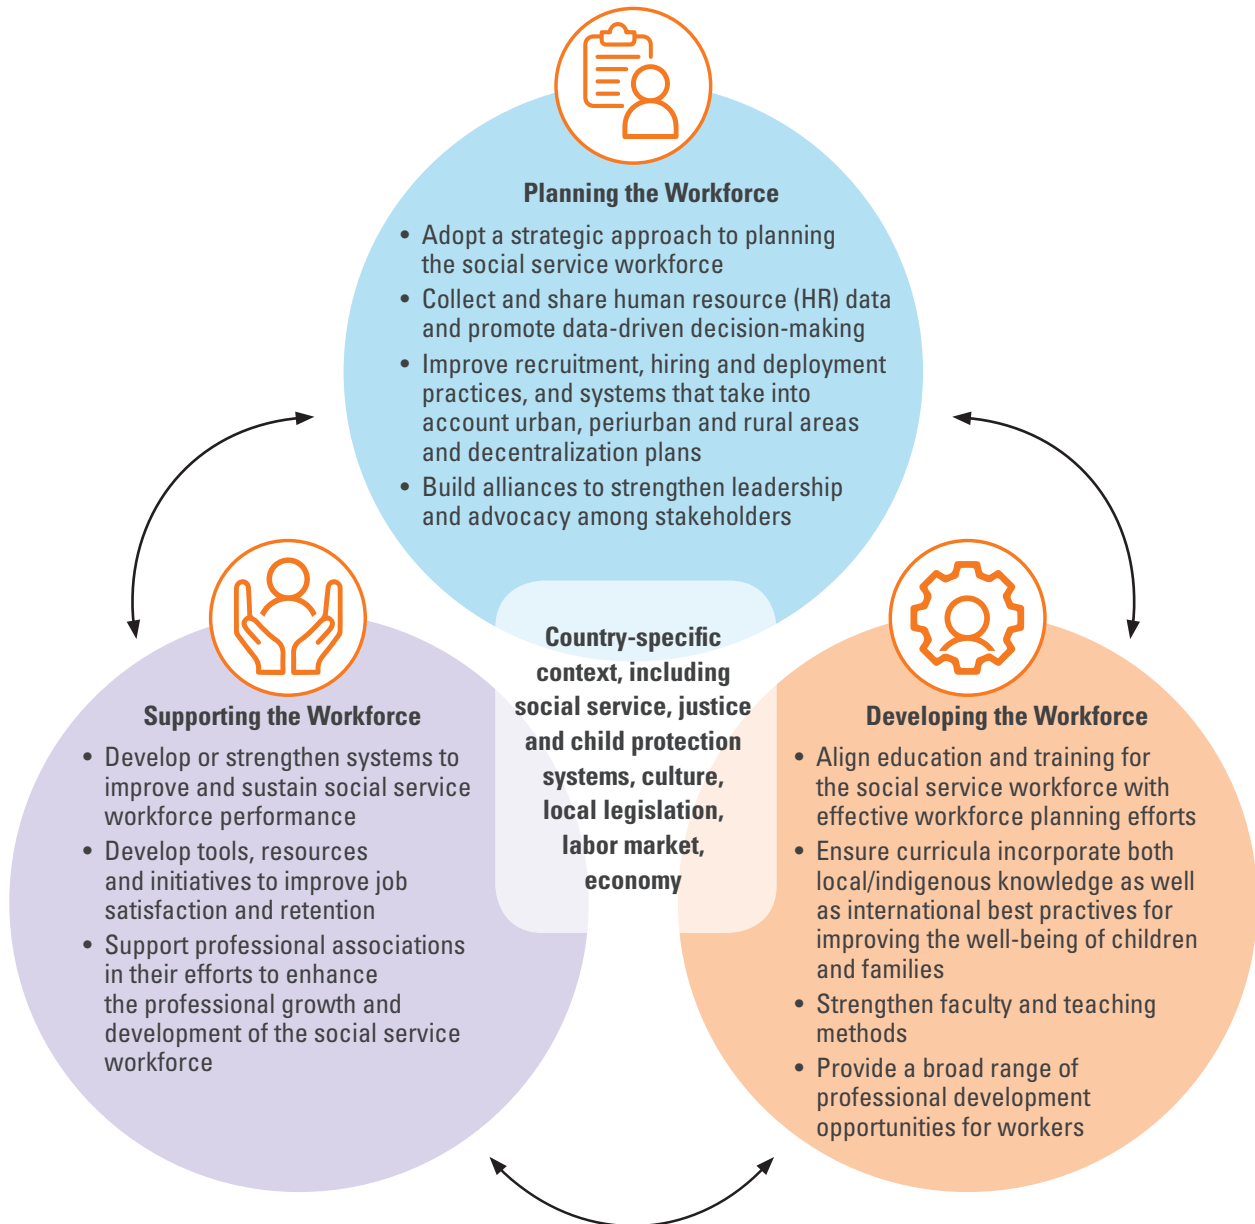 Planning the Workforce
• Adopt a strategic approach to planning
the social service workforce
• Collect and share human resource (HR) data
and promote data-driven decision-making
• Improve recruitment, hiring and deployment
practices, and systems that take into
account urban, periurban and rural areas
and decentralization plans
• Build alliances to strengthen leadership
and advocacy among stakeholders
Country-specific
context, including
social service, justice
and child protection
systems, culture,
local legislation,
labor market,
economy
Supporting the Workforce
• Develop or strengthen systems to
improve and sustain social service
workforce performance
• Develop tools, resources
and initiatives to improve job
satisfaction and retention
• Support professional associations
in their efforts to enhance
the professional growth and
development of the social service
workforce
Developing the Workforce
• Align education and training for
the social service workforce with
effective workforce planning efforts
• Ensure curricula incorporate both
local/indigenous knowledge as well
as international best practives for
improving the well-being of children
and families
• Strengthen faculty and teaching
methods
• Provide a broad range of
professional development
opportunities for workers